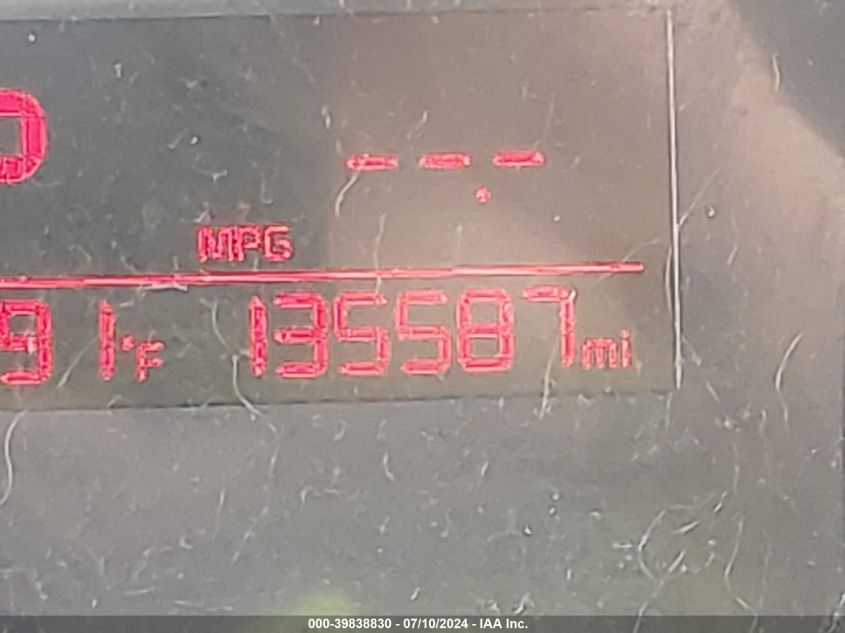 --.-
MPG
91°F 135587mi
000-39838830 - 07/10/2024 - IAA Inc.